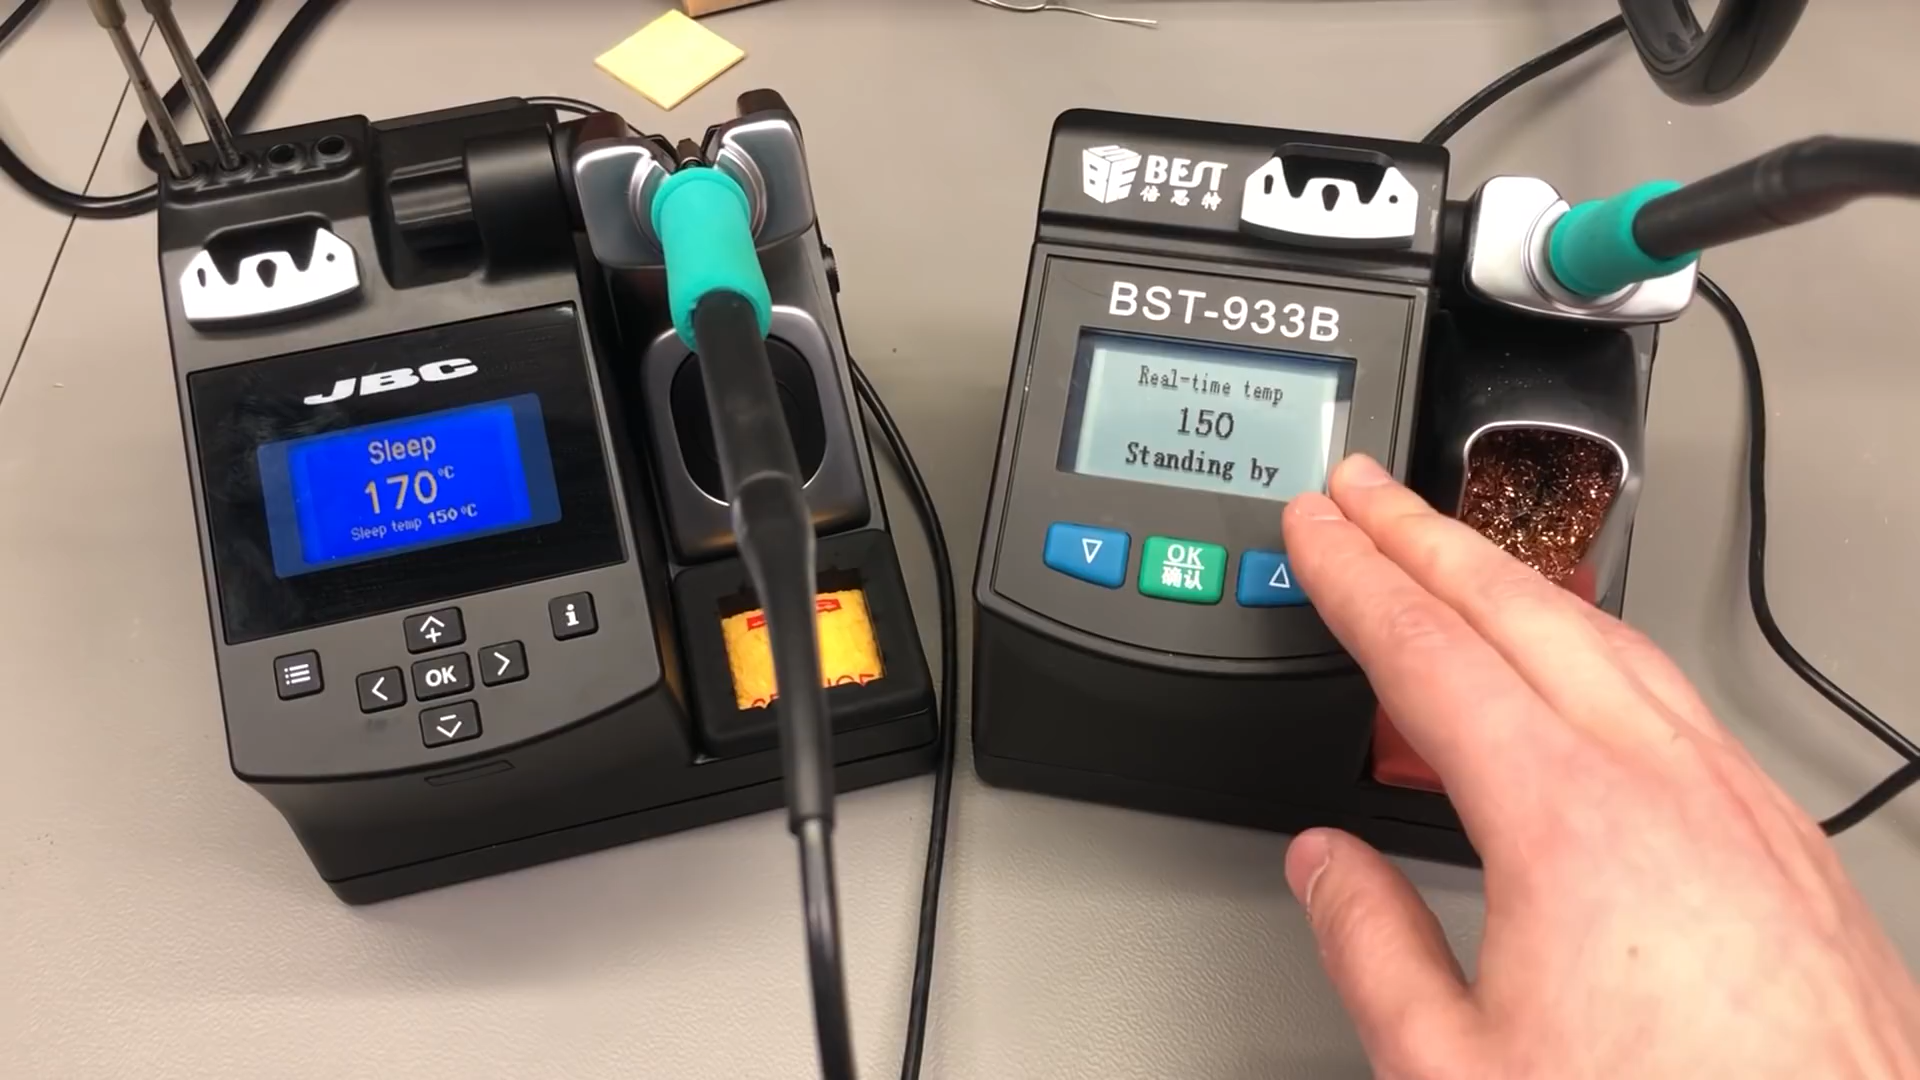 JBC
Sleep
170°C
Sleep temp 150°C
OK
i
BEST
倍思特
BST-933B
Real-time temp
150
Standing by
OK
确认